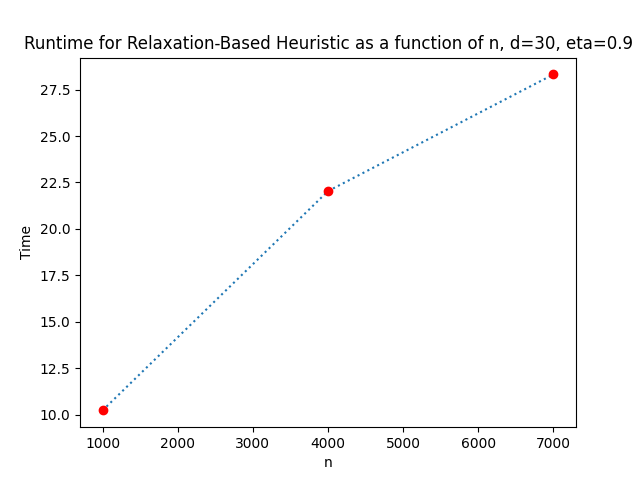 Runtime for Relaxation-Based Heuristic as a function of n, d=30, eta=0.9
27.5
25.0
22.5
20.0
17.5
15.0
12.5
10.0
Time
1000 2000 3000 4000 5000 6000 7000
n